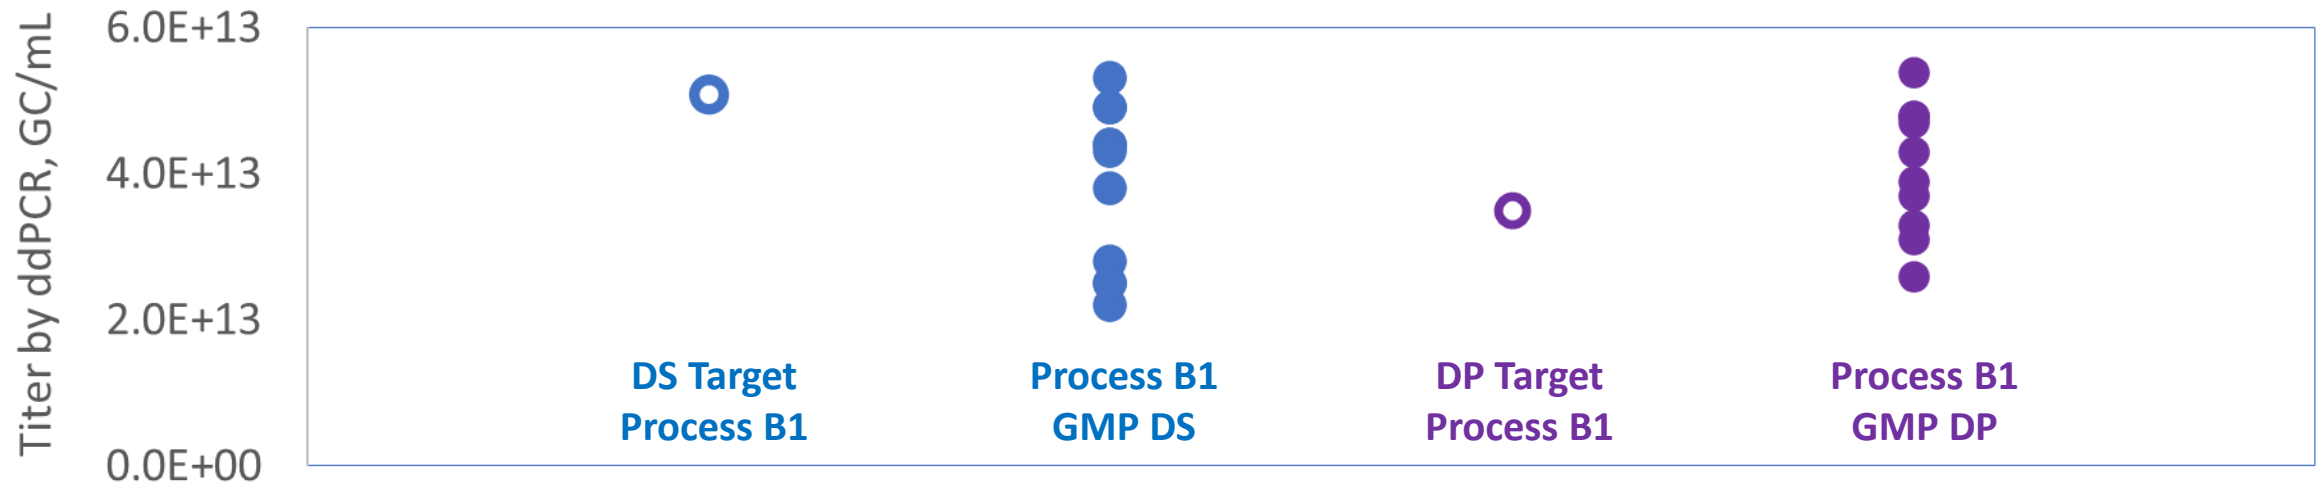 Titer by ddPCR, GC/mL
6.0E+13
4.0E+13
2.0E+13
0.0E+00
DS Target
Process B1
Process B1
GMP DS
DP Target
Process B1
Process B1
GMP DP